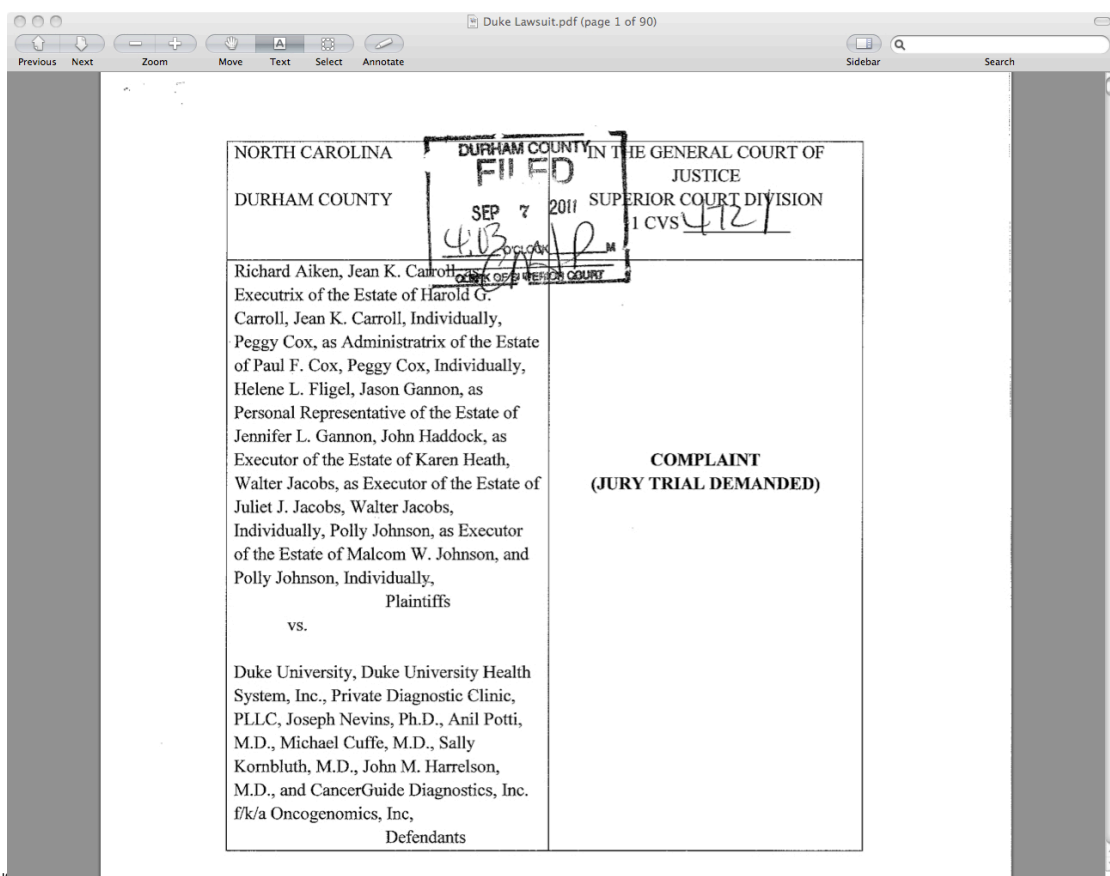 Duke Lawsuit.pdf (page 1 of 90)
Previous Next Zoom Move Text Select Annotate Sidebar Search
NORTH CAROLINA
DURHAM COUNTY
DURHAM COUNTY
FILED
SEP 7 2011
4:13 O'CLOCK P M
CLERK OF SUPERIOR COURT
IN THE GENERAL COURT OF
JUSTICE
SUPERIOR COURT DIVISION
1 CVS 4721
Richard Aiken, Jean K. Carroll, as
Executrix of the Estate of Harold G.
Carroll, Jean K. Carroll, Individually,
Peggy Cox, as Administratrix of the Estate
of Paul F. Cox, Peggy Cox, Individually,
Helene L. Fligel, Jason Gannon, as
Personal Representative of the Estate of
Jennifer L. Gannon, John Haddock, as
Executor of the Estate of Karen Heath,
Walter Jacobs, as Executor of the Estate of
Juliet J. Jacobs, Walter Jacobs,
Individually, Polly Johnson, as Executor
of the Estate of Malcom W. Johnson, and
Polly Johnson, Individually,
Plaintiffs
vs.
Duke University, Duke University Health
System, Inc., Private Diagnostic Clinic,
PLLC, Joseph Nevins, Ph.D., Anil Potti,
M.D., Michael Cuffe, M.D., Sally
Kornbluth, M.D., John M. Harrelson,
M.D., and CancerGuide Diagnostics, Inc.
f/k/a Oncogenomics, Inc,
Defendants
COMPLAINT
(JURY TRIAL DEMANDED)